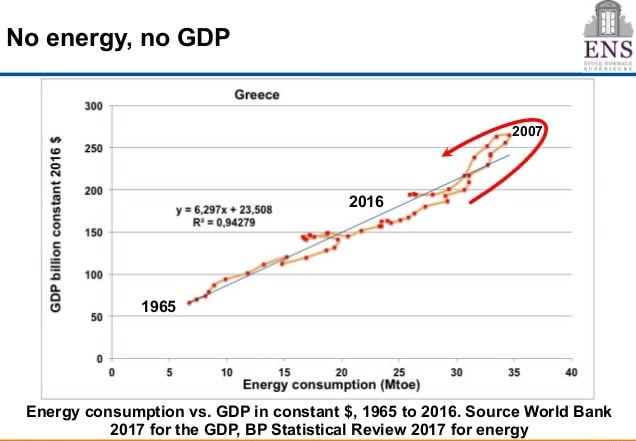 No energy, no GDP
ENS
ÉCOLE NORMALE
SUPÉRIEURE
Greece
GDP billion constant 2016 $
300
250
200
150
100
50
0
2007
2016
y = 6,297x + 23,508
R² = 0,94279
1965
0 5 10 15 20 25 30 35 40
Energy consumption (Mtoe)
Energy consumption vs. GDP in constant $, 1965 to 2016. Source World Bank
2017 for the GDP, BP Statistical Review 2017 for energy